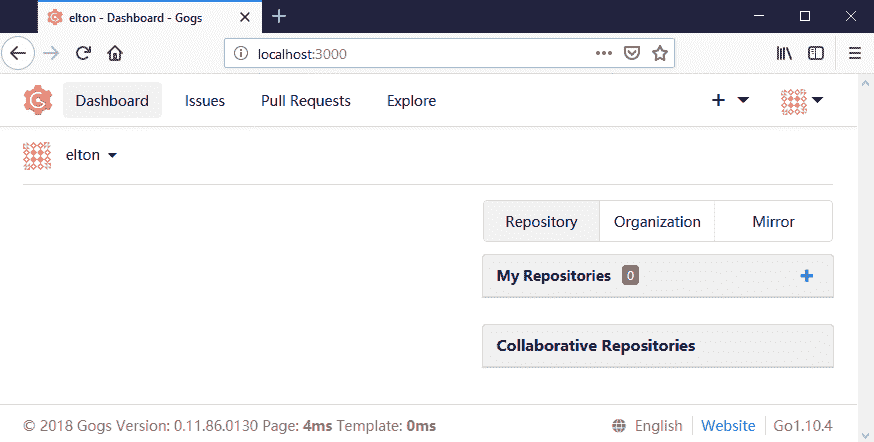 elton - Dashboard - Gogs
localhost:3000
Dashboard Issues Pull Requests Explore
elton
Repository Organization Mirror
My Repositories 0
Collaborative Repositories
© 2018 Gogs Version: 0.11.86.0130 Page: 4ms Template: 0ms English Website Go1.10.4